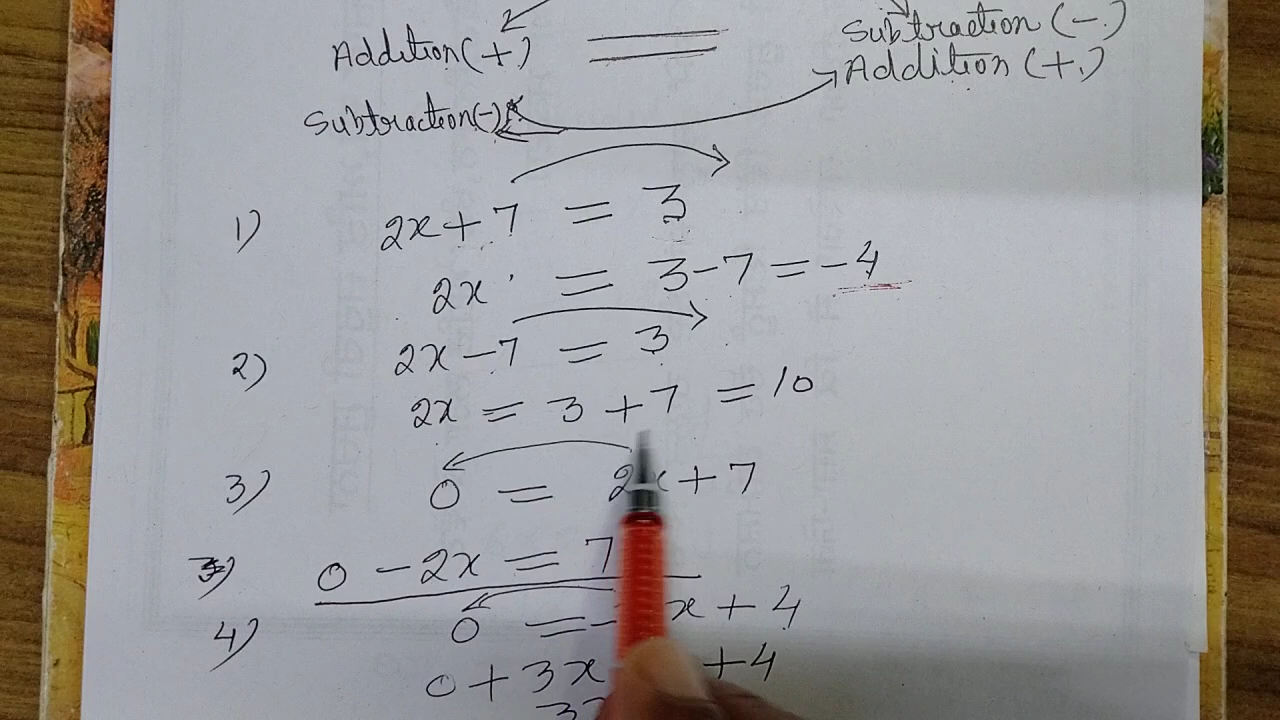 Addition (+) Subtraction (-)
Subtraction(-) Addition (+)
1) 2x + 7 = 3
2x = 3 - 7 = -4
2) 2x - 7 = 3
2x = 3 + 7 = 10
3) 0 = 2x + 7
0 - 2x = 7
4) 0 = - x + 4
0 + 3x + 4